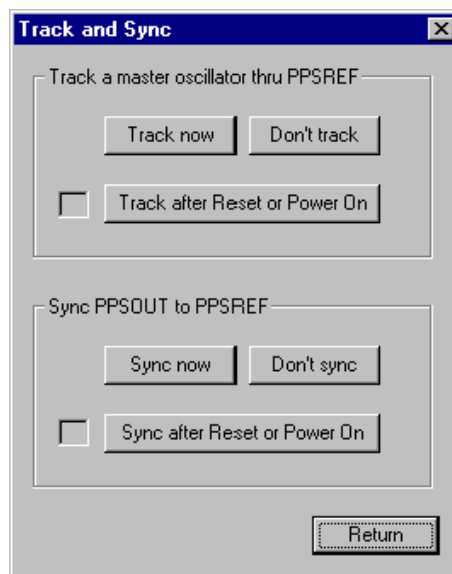 Track and Sync
Track a master oscillator thru PPSREF
Track now Don't track
Track after Reset or Power On
Sync PPSOUT to PPSREF
Sync now Don't sync
Sync after Reset or Power On
Return